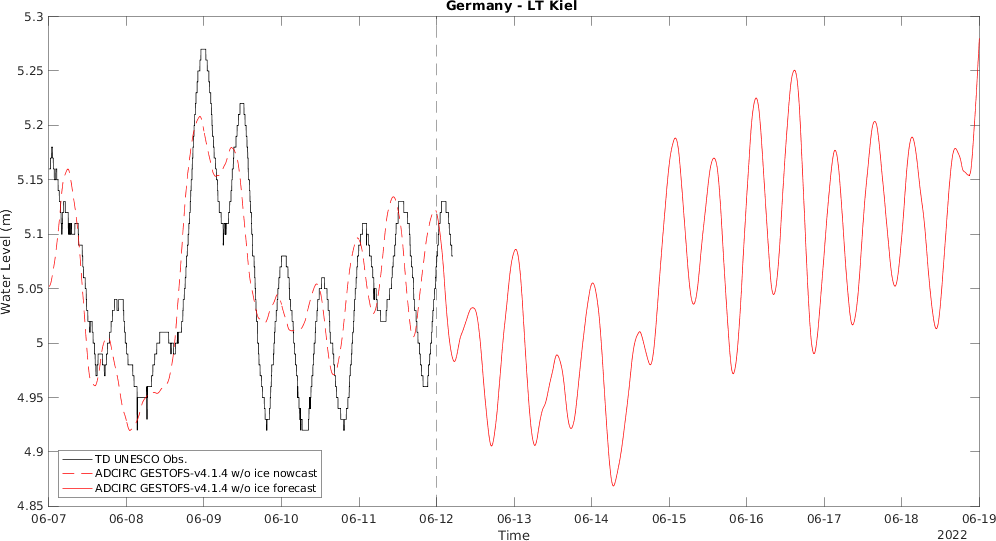 Germany - LT Kiel
5.3
5.25
5.2
5.15
5.1
5.05
5
4.95
4.9
4.85
Water Level (m)
TD UNESCO Obs.
ADCIRC GESTOFS-v4.1.4 w/o ice nowcast
ADCIRC GESTOFS-v4.1.4 w/o ice forecast
06-07 06-08 06-09 06-10 06-11 06-12 06-13 06-14 06-15 06-16 06-17 06-18 06-19
Time
2022